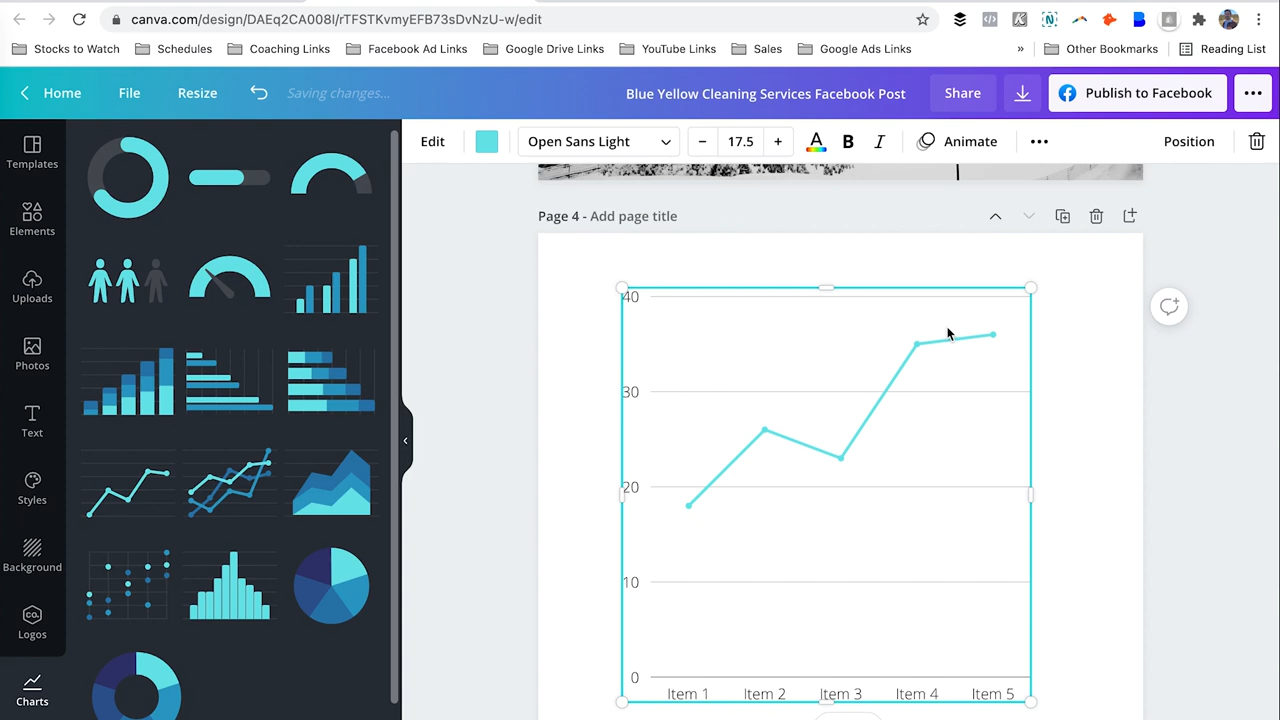 canva.com/design/DAEq2CA008I/rTFSTKvmyEFB73sDvNzU-w/edit
Stocks to Watch Schedules Coaching Links Facebook Ad Links Google Drive Links YouTube Links Sales Google Ads Links » Other Bookmarks Reading List
Home File Resize Saving changes... Blue Yellow Cleaning Services Facebook Post Share Publish to Facebook
Edit Open Sans Light 17.5 A B I Animate Position
Templates
Elements
Uploads
Photos
Text
Styles
Background
CO.
Logos
Charts
Page 4 - Add page title
40
30
20
10
0
Item 1 Item 2 Item 3 Item 4 Item 5